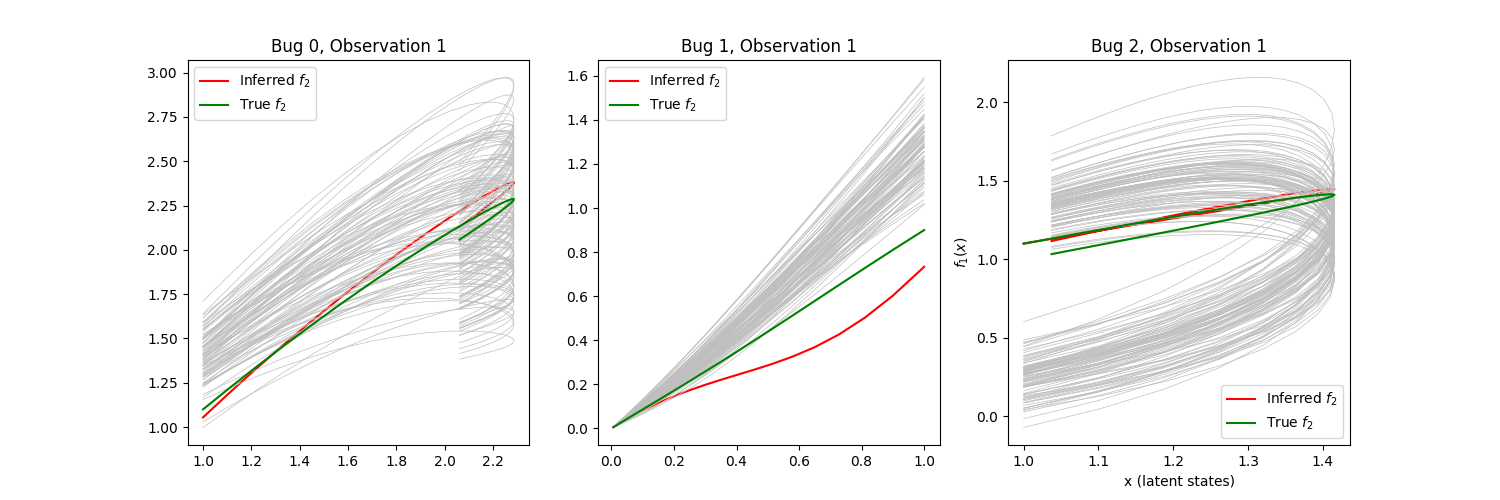 Bug 0, Observation 1
Inferred f₂
True f₂
3.00
2.75
2.50
2.25
2.00
1.75
1.50
1.25
1.00
1.0 1.2 1.4 1.6 1.8 2.0 2.2
Bug 1, Observation 1
Inferred f₂
True f₂
1.6
1.4
1.2
1.0
0.8
0.6
0.4
0.2
0.0
0.0 0.2 0.4 0.6 0.8 1.0
Bug 2, Observation 1
f₁(x)
2.0
1.5
1.0
0.5
0.0
Inferred f₂
True f₂
1.0 1.1 1.2 1.3 1.4
x (latent states)